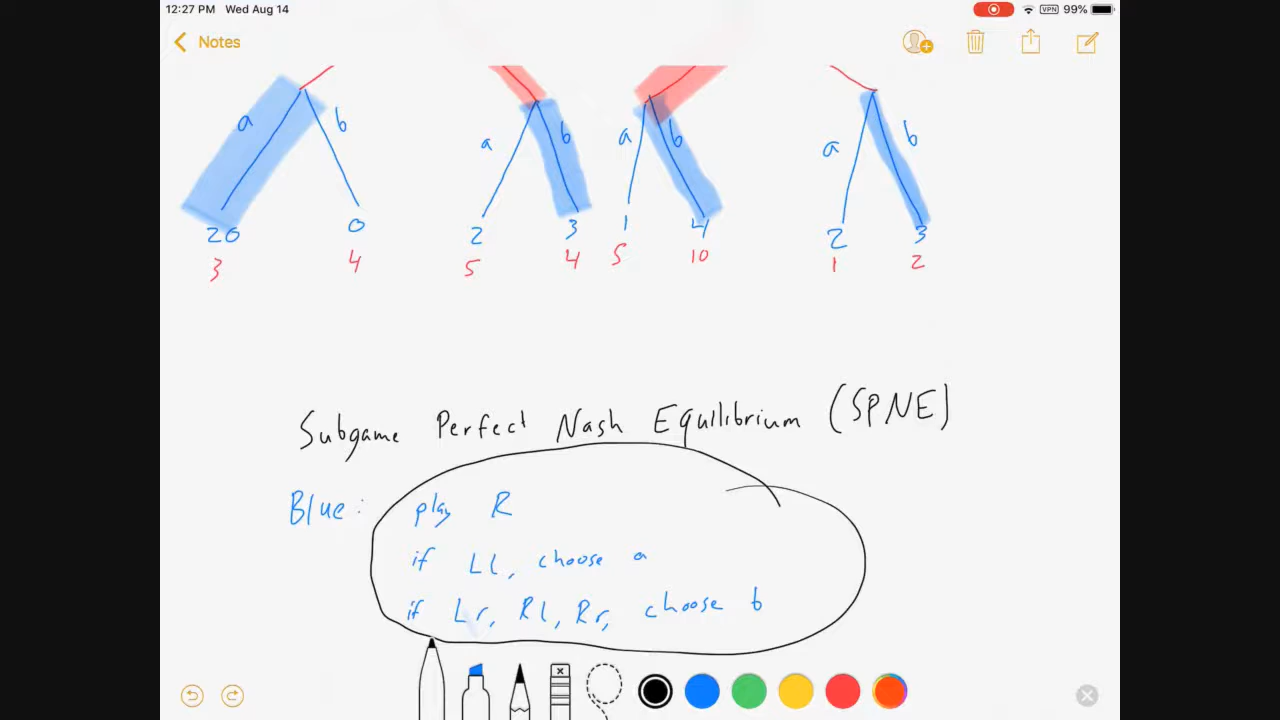 12:27 PM Wed Aug 14 VPN 99%
Notes
a b a b a b a b
20 0 2 3 1 4 2 3
3 4 5 4 5 10 1 2
Subgame Perfect Nash Equilibrium (SPNE)
Blue: play R
if Ll, choose a
if Lr, Rl, Rr, choose b